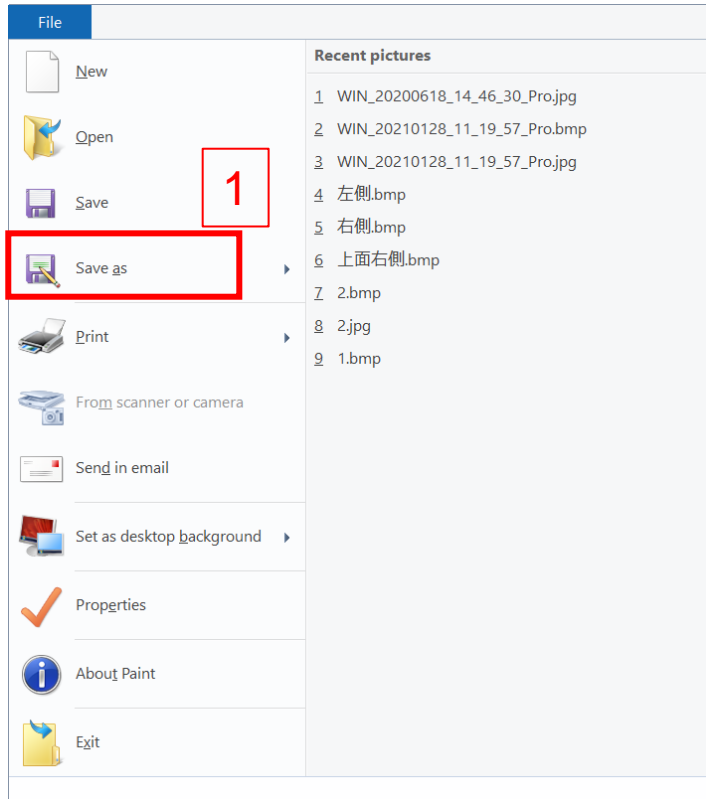 File
New
Open
Save
1
Save as
Print
From scanner or camera
Send in email
Set as desktop background
Properties
About Paint
Exit
Recent pictures
1 WIN_20200618_14_46_30_Pro.jpg
2 WIN_20210128_11_19_57_Pro.bmp
3 WIN_20210128_11_19_57_Pro.jpg
4 左側.bmp
5 右側.bmp
6 上面右側.bmp
7 2.bmp
8 2.jpg
9 1.bmp